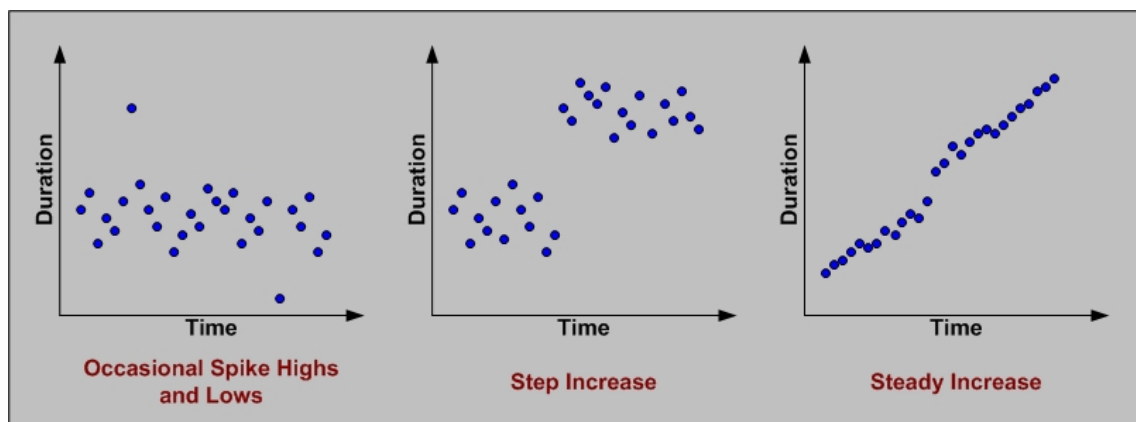 Duration
Time
Occasional Spike Highs
and Lows
Duration
Time
Step Increase
Duration
Time
Steady Increase